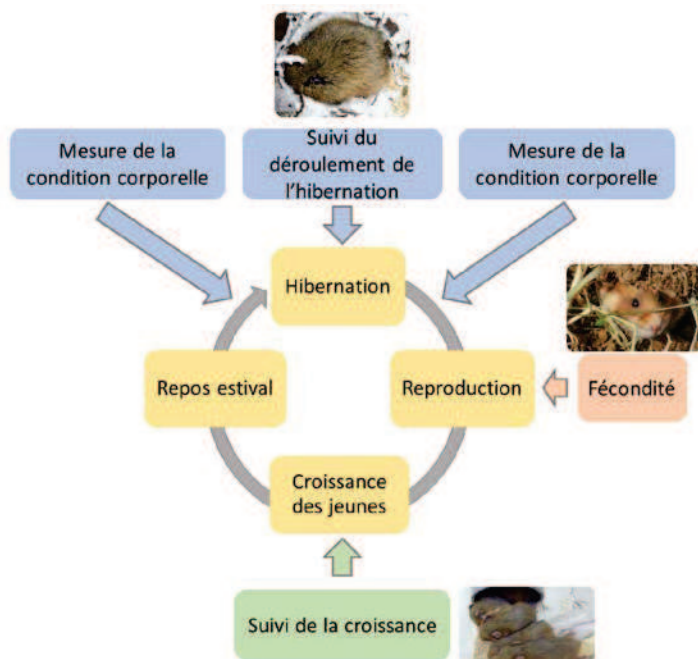 Mesure de la
condition corporelle
Suivi du
déroulement de
l'hibernation
Mesure de la
condition corporelle
Hibernation
Repos estival
Reproduction
Fécondité
Croissance
des jeunes
Suivi de la croissance